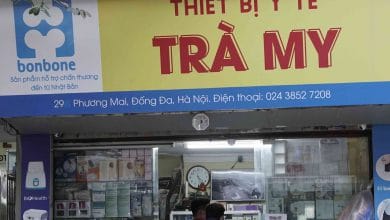 bonbone
Sản phẩm hỗ trợ chấn thương
đến từ Nhật Bản
THIẾT BỊ Y TẾ
TRÀ MY
29 Phương Mai, Đống Đa, Hà Nội. Điện thoại: 024 3852 7208
bonbone